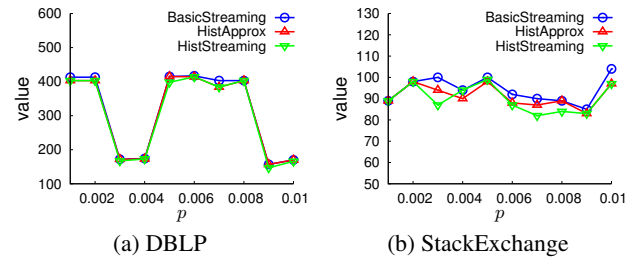 BasicStreaming
HistApprox
HistStreaming
value
600
500
400
300
200
100
0.002 0.004 0.006 0.008 0.01
p
(a) DBLP
BasicStreaming
HistApprox
HistStreaming
value
130
120
110
100
90
80
70
60
50
0.002 0.004 0.006 0.008 0.01
p
(b) StackExchange